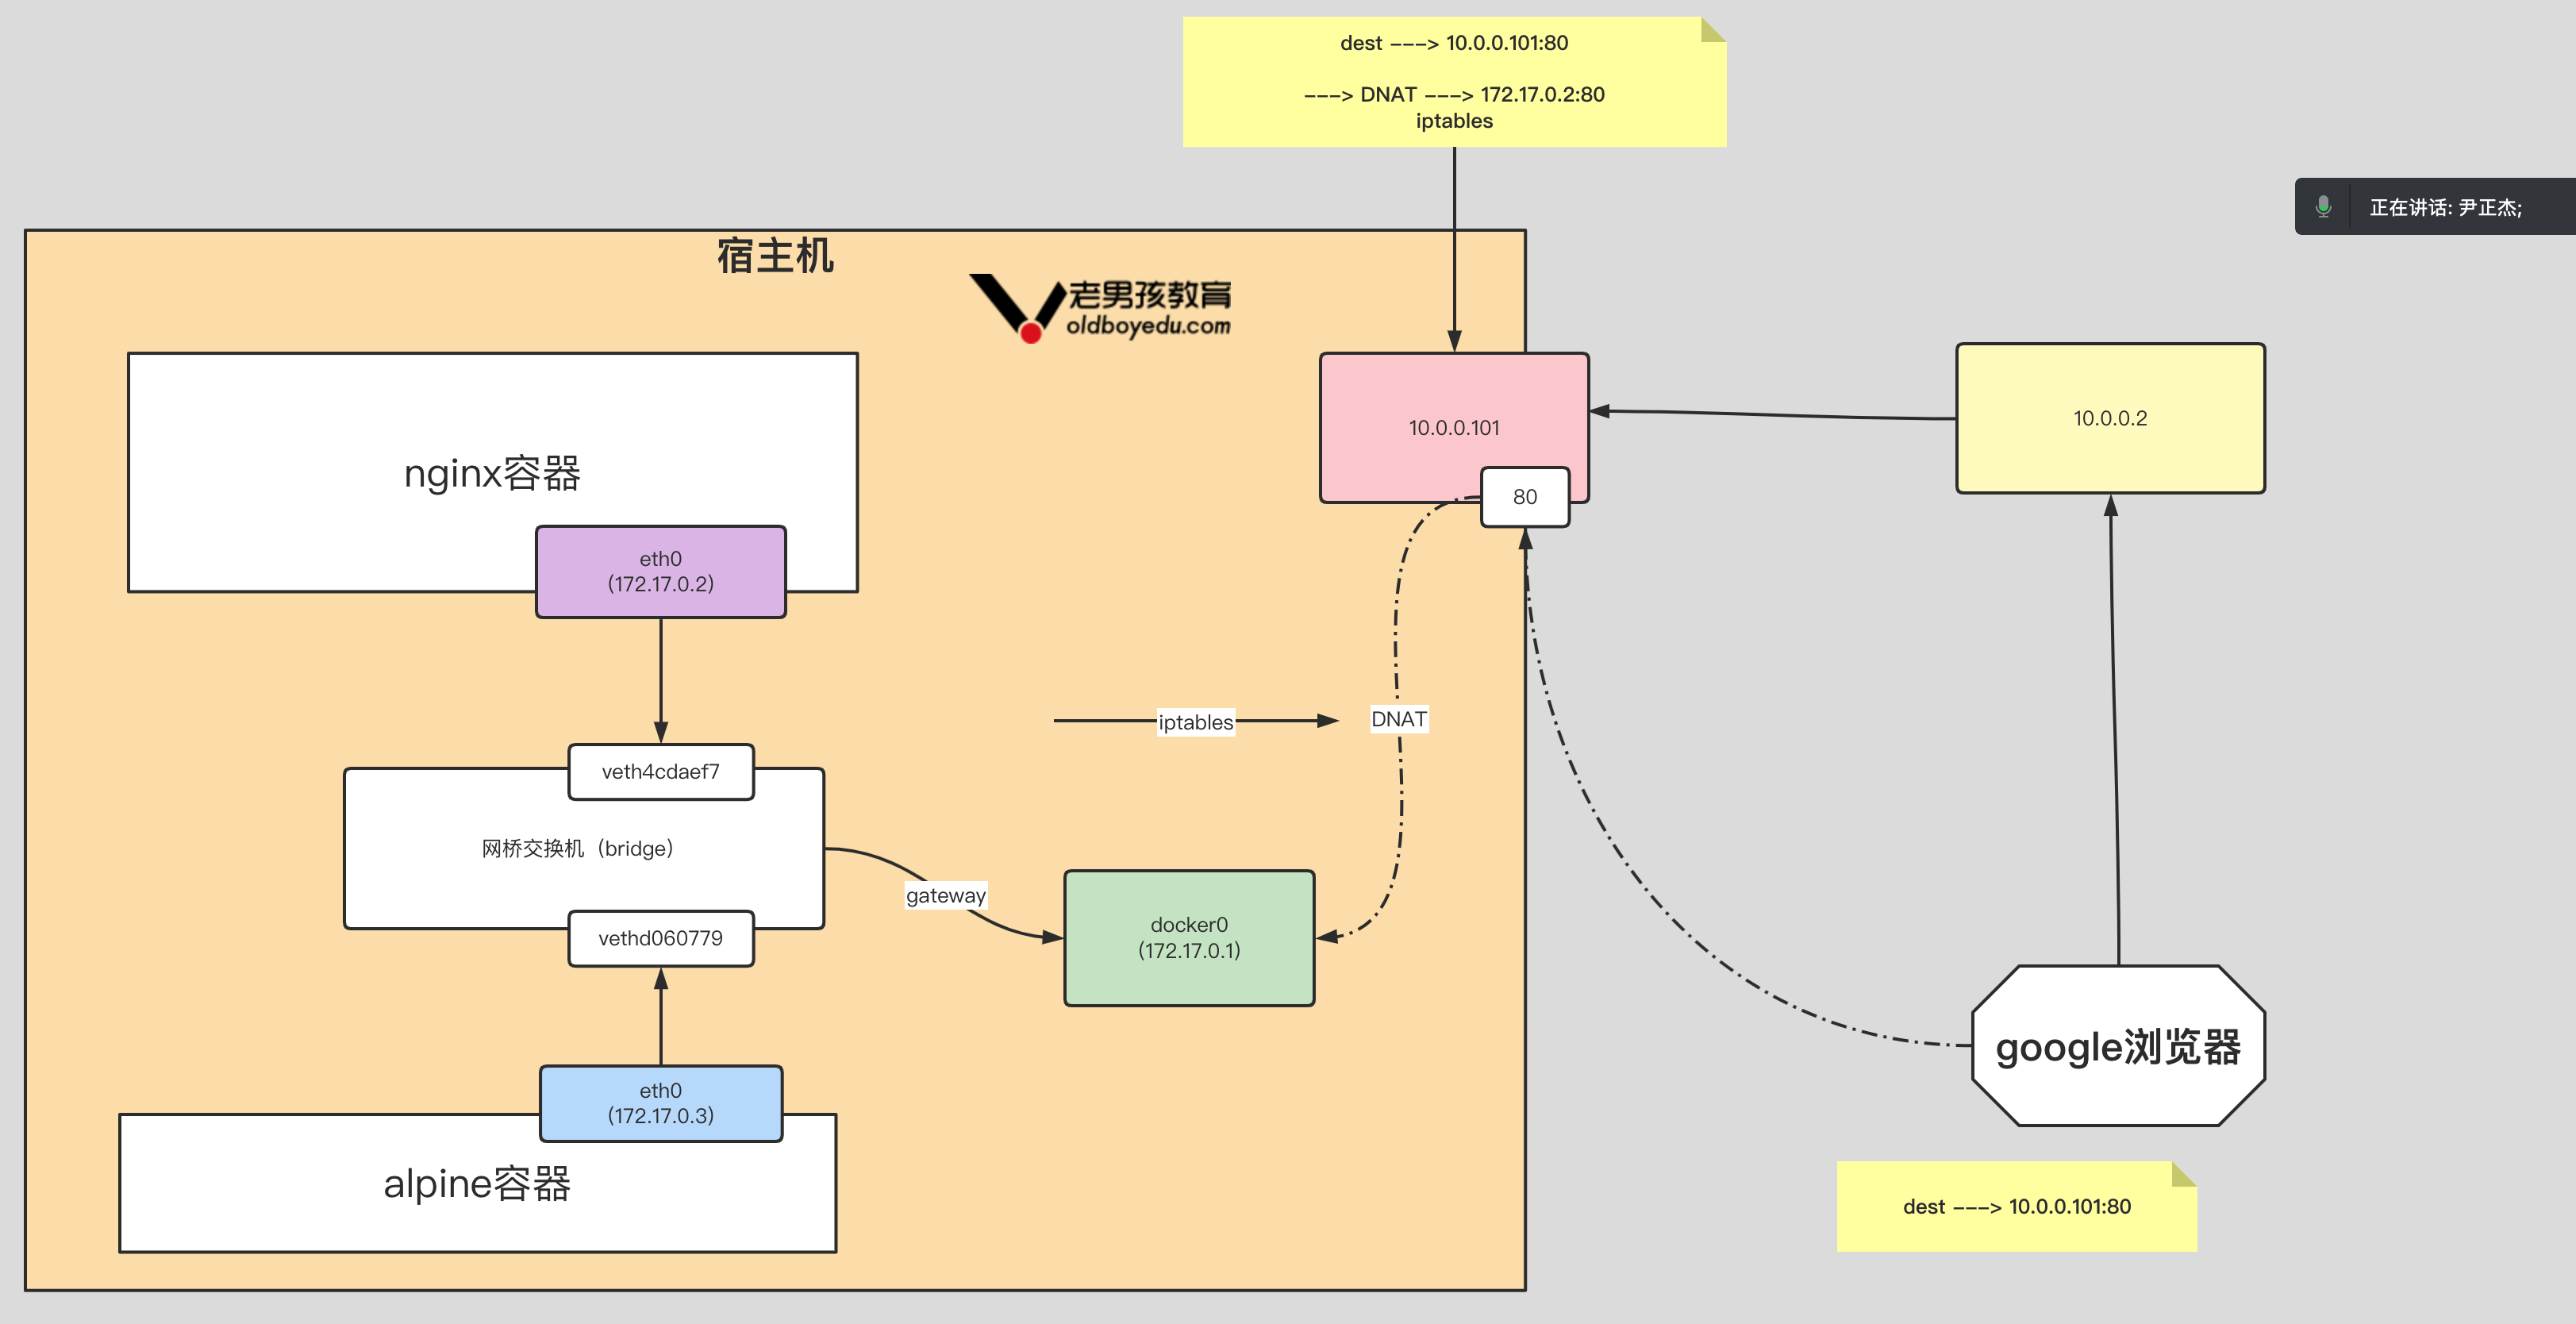 dest ---> 10.0.0.101:80
---> DNAT ---> 172.17.0.2:80
iptables
正在讲话: 尹正杰;
宿主机
老男孩教育
oldboyedu.com
nginx容器
eth0
(172.17.0.2)
10.0.0.101
80
10.0.0.2
iptables
DNAT
veth4cdaef7
网桥交换机（bridge）
vethd060779
gateway
docker0
(172.17.0.1)
eth0
(172.17.0.3)
alpine容器
google浏览器
dest ---> 10.0.0.101:80